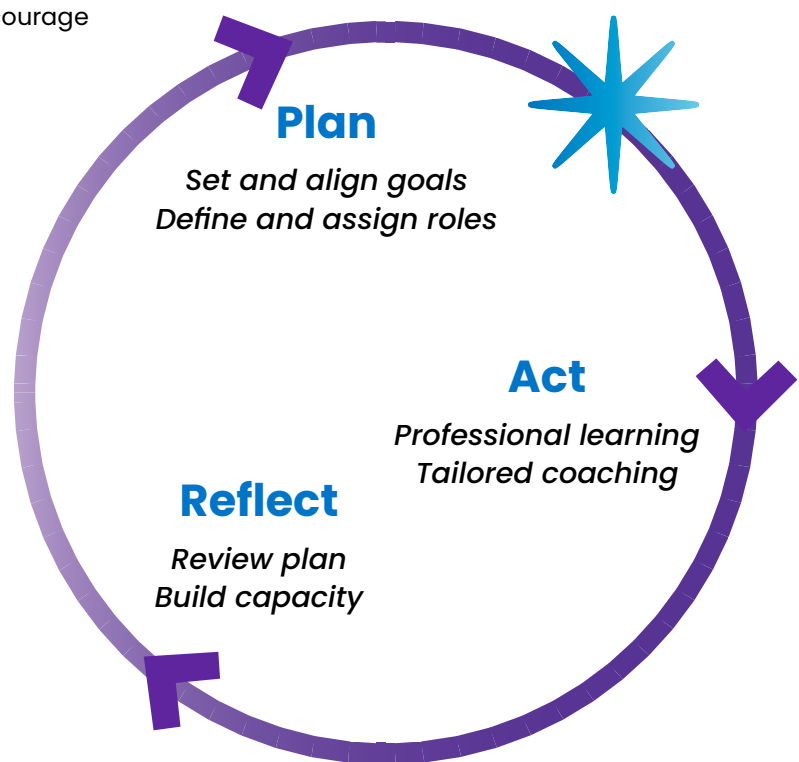 Plan
Set and align goals
Define and assign roles
Act
Professional learning
Tailored coaching
Reflect
Review plan
Build capacity